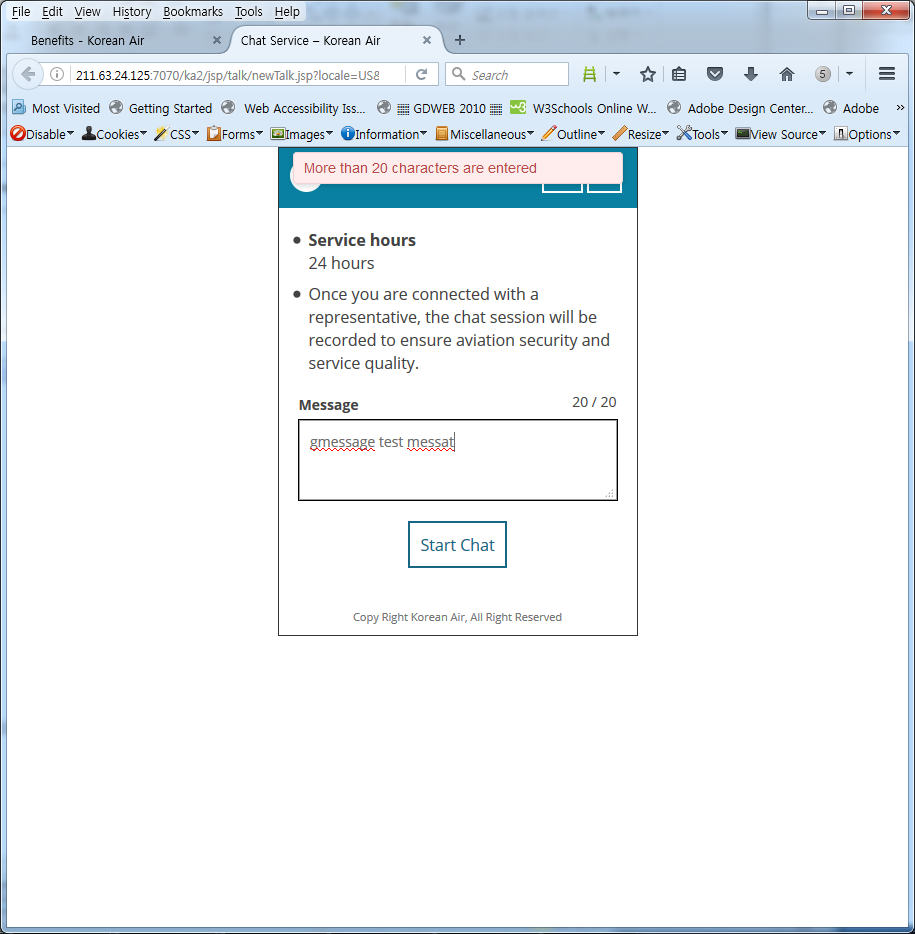 File Edit View History Bookmarks Tools Help
Benefits - Korean Air
Chat Service – Korean Air
211.63.24.125:7070/ka2/jsp/talk/newTalk.jsp?locale=US&
Search
5
Most Visited Getting Started Web Accessibility Iss... GDWEB 2010 W3Schools Online W... Adobe Design Center... Adobe
Disable Cookies CSS Forms Images Information Miscellaneous Outline Resize Tools View Source Options
More than 20 characters are entered
Service hours
24 hours
Once you are connected with a
representative, the chat session will be
recorded to ensure aviation security and
service quality.
Message 20 / 20
gmessage test messat
Start Chat
Copy Right Korean Air, All Right Reserved